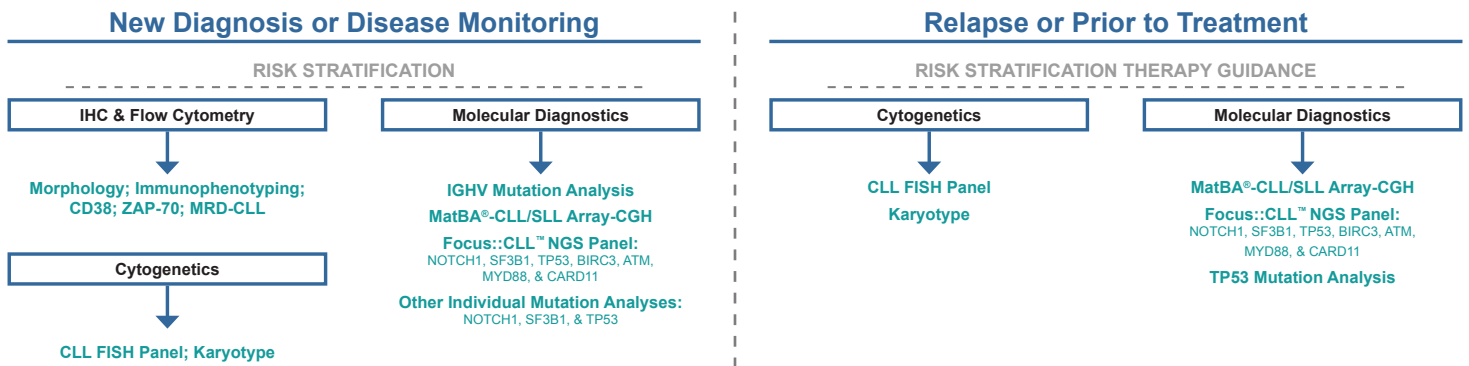 New Diagnosis or Disease Monitoring
RISK STRATIFICATION
IHC & Flow Cytometry
Morphology; Immunophenotyping;
CD38; ZAP-70; MRD-CLL
Cytogenetics
CLL FISH Panel; Karyotype
Molecular Diagnostics
IGHV Mutation Analysis
MatBA®-CLL/SLL Array-CGH
Focus::CLL™ NGS Panel:
NOTCH1, SF3B1, TP53, BIRC3, ATM,
MYD88, & CARD11
Other Individual Mutation Analyses:
NOTCH1, SF3B1, & TP53
Relapse or Prior to Treatment
RISK STRATIFICATION THERAPY GUIDANCE
Cytogenetics
CLL FISH Panel
Karyotype
Molecular Diagnostics
MatBA®-CLL/SLL Array-CGH
Focus::CLL™ NGS Panel:
NOTCH1, SF3B1, TP53, BIRC3, ATM,
MYD88, & CARD11
TP53 Mutation Analysis